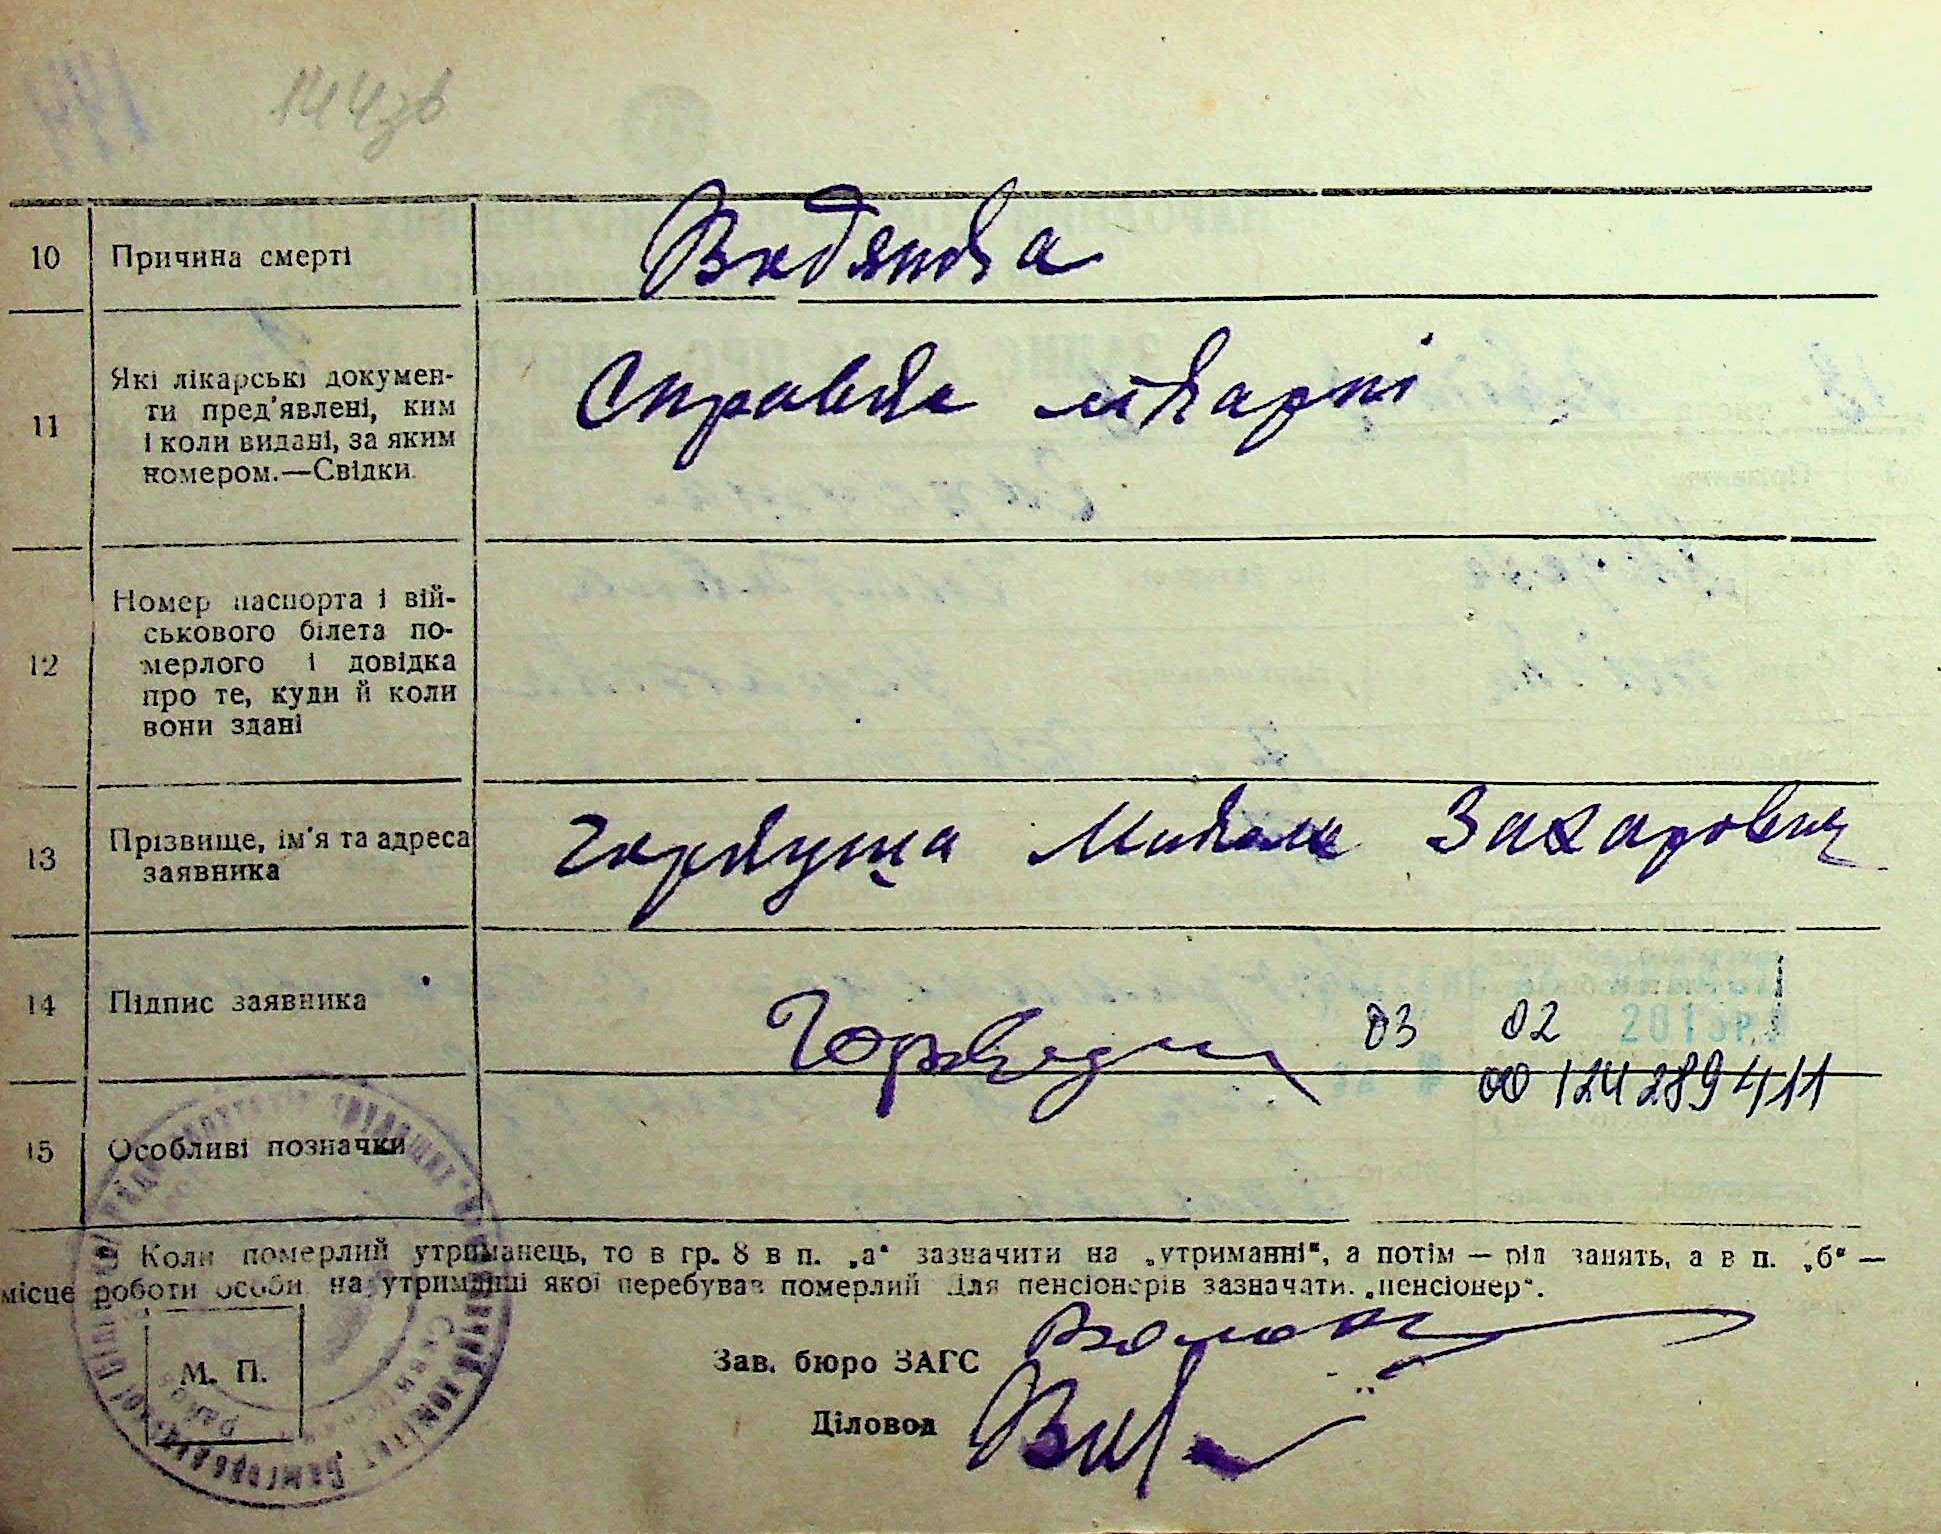 144зв
10 Причина смерті Водянка
11 Які лікарські докумен-
ти пред'явлені, ким
і коли видані, за яким
номером.—Свідки.
Справка лікарні
12 Номер паспорта і вій-
ськового білета по-
мерлого і довідка
про те, куди й коли
вони здані
13 Прізвище, ім'я та адреса
заявника
Микола Захарович
14 Підпис заявника
03 02 2013р.
00124289411
15 Особливі позначки
Коли померлий утриманець, то в гр. 8 в п. „а“ зазначити на „утриманні“, а потім — рід занять, а в п. „б“ —
місце роботи особи на утриманні якої перебував померлий Для пенсіонерів зазначати „пенсіонер“.
Зав. бюро ЗАГС
М. П.
Діловод